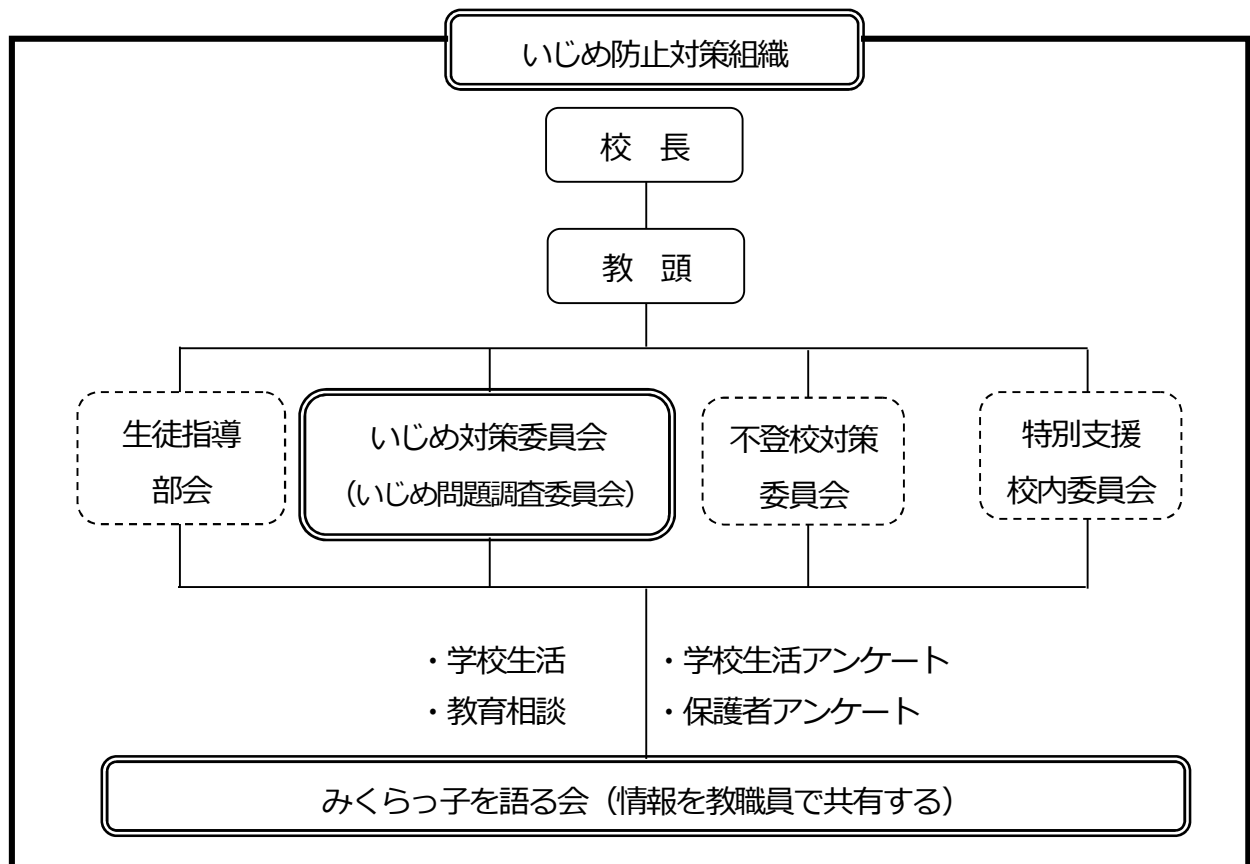 いじめ防止対策組織
校　長
教　頭
生徒指導
部会
いじめ対策委員会
（いじめ問題調査委員会）
不登校対策
委員会
特別支援
校内委員会
・学校生活
・教育相談
・学校生活アンケート
・保護者アンケート
みくらっ子を語る会（情報を教職員で共有する）